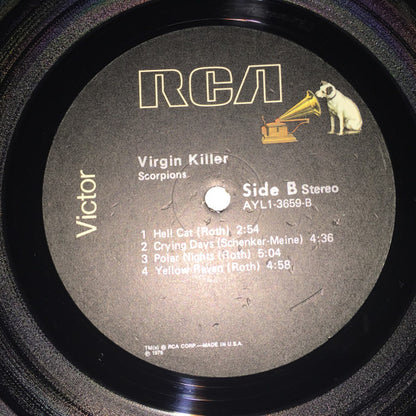 RCA
Victor
Virgin Killer
Scorpions
Side B Stereo
AYL1-3659-B
1 Hell Cat (Roth) 2:54
2 Crying Days (Schenker-Meine) 4:36
3 Polar Nights (Roth) 5:04
4 Yellow Raven (Roth) 4:58
TM(s) ® RCA CORP.—MADE IN U.S.A.